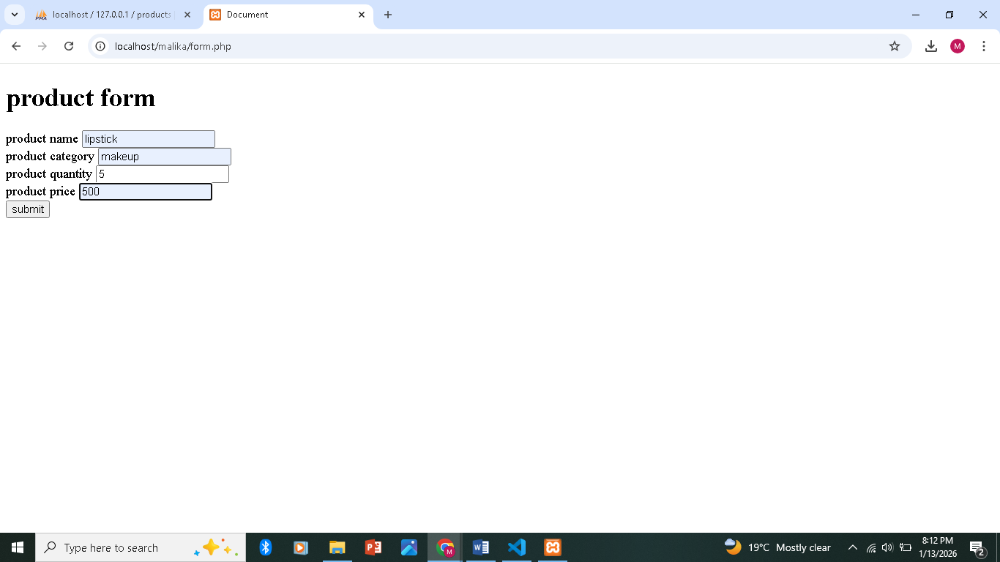 localhost / 127.0.0.1 / products
Document
localhost/malika/form.php
M
product form
product name lipstick
product category makeup
product quantity 5
product price 500
submit
Type here to search
M
19°C Mostly clear
8:12 PM
1/13/2026
2